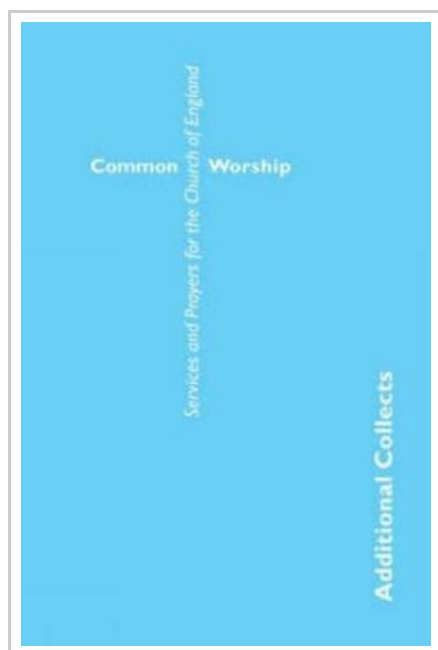 Common Worship
Services and Prayers for the Church of England
Additional Collects